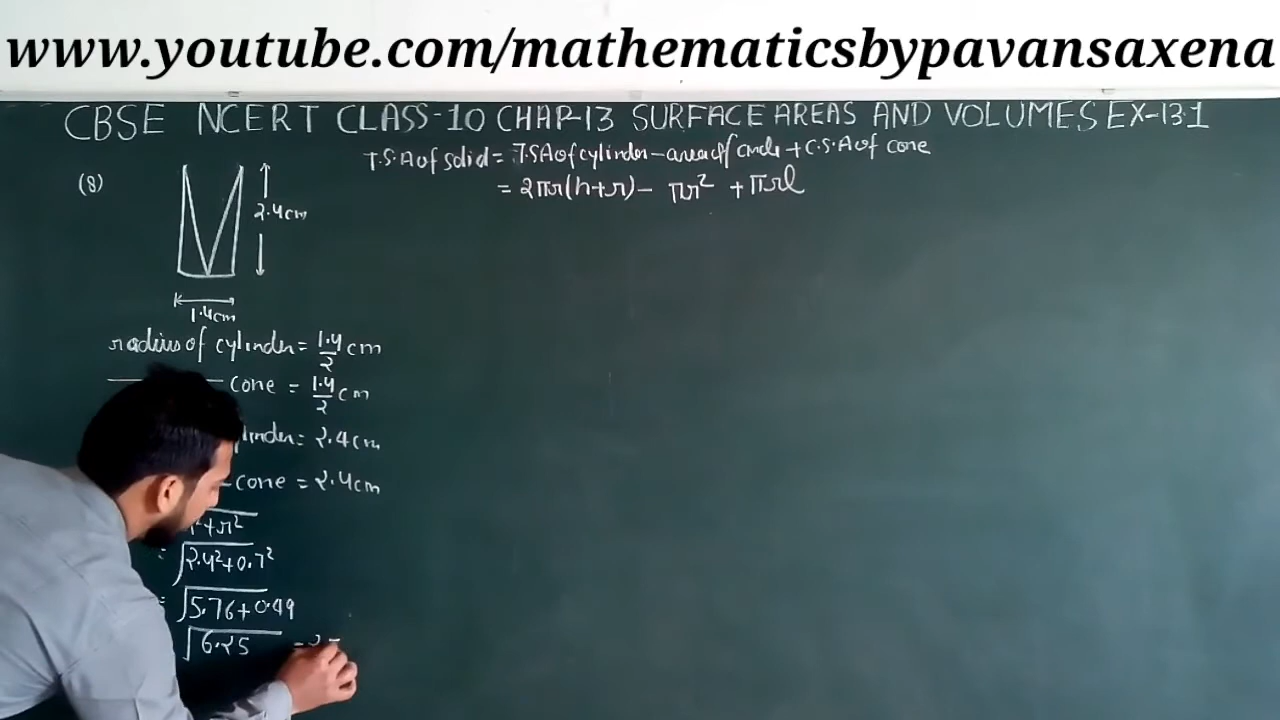 www.youtube.com/mathematicsbypavansaxena
CBSE NCERT CLASS-10 CHAP-13 SURFACE AREAS AND VOLUMES EX-13.1
T.S.A of solid = T.SA of cylinder - area of circle + C.S.A of cone
= 2πr(h+r) - πr² + πrl
(8)
2.4cm
1.4cm
radius of cylinder = 1.4/2 cm
cone = 1.4/2 cm
= 2.4cm
cone = 2.4cm
+r²
= √2.4²+0.7²
= √5.76+0.49
√6.25 =